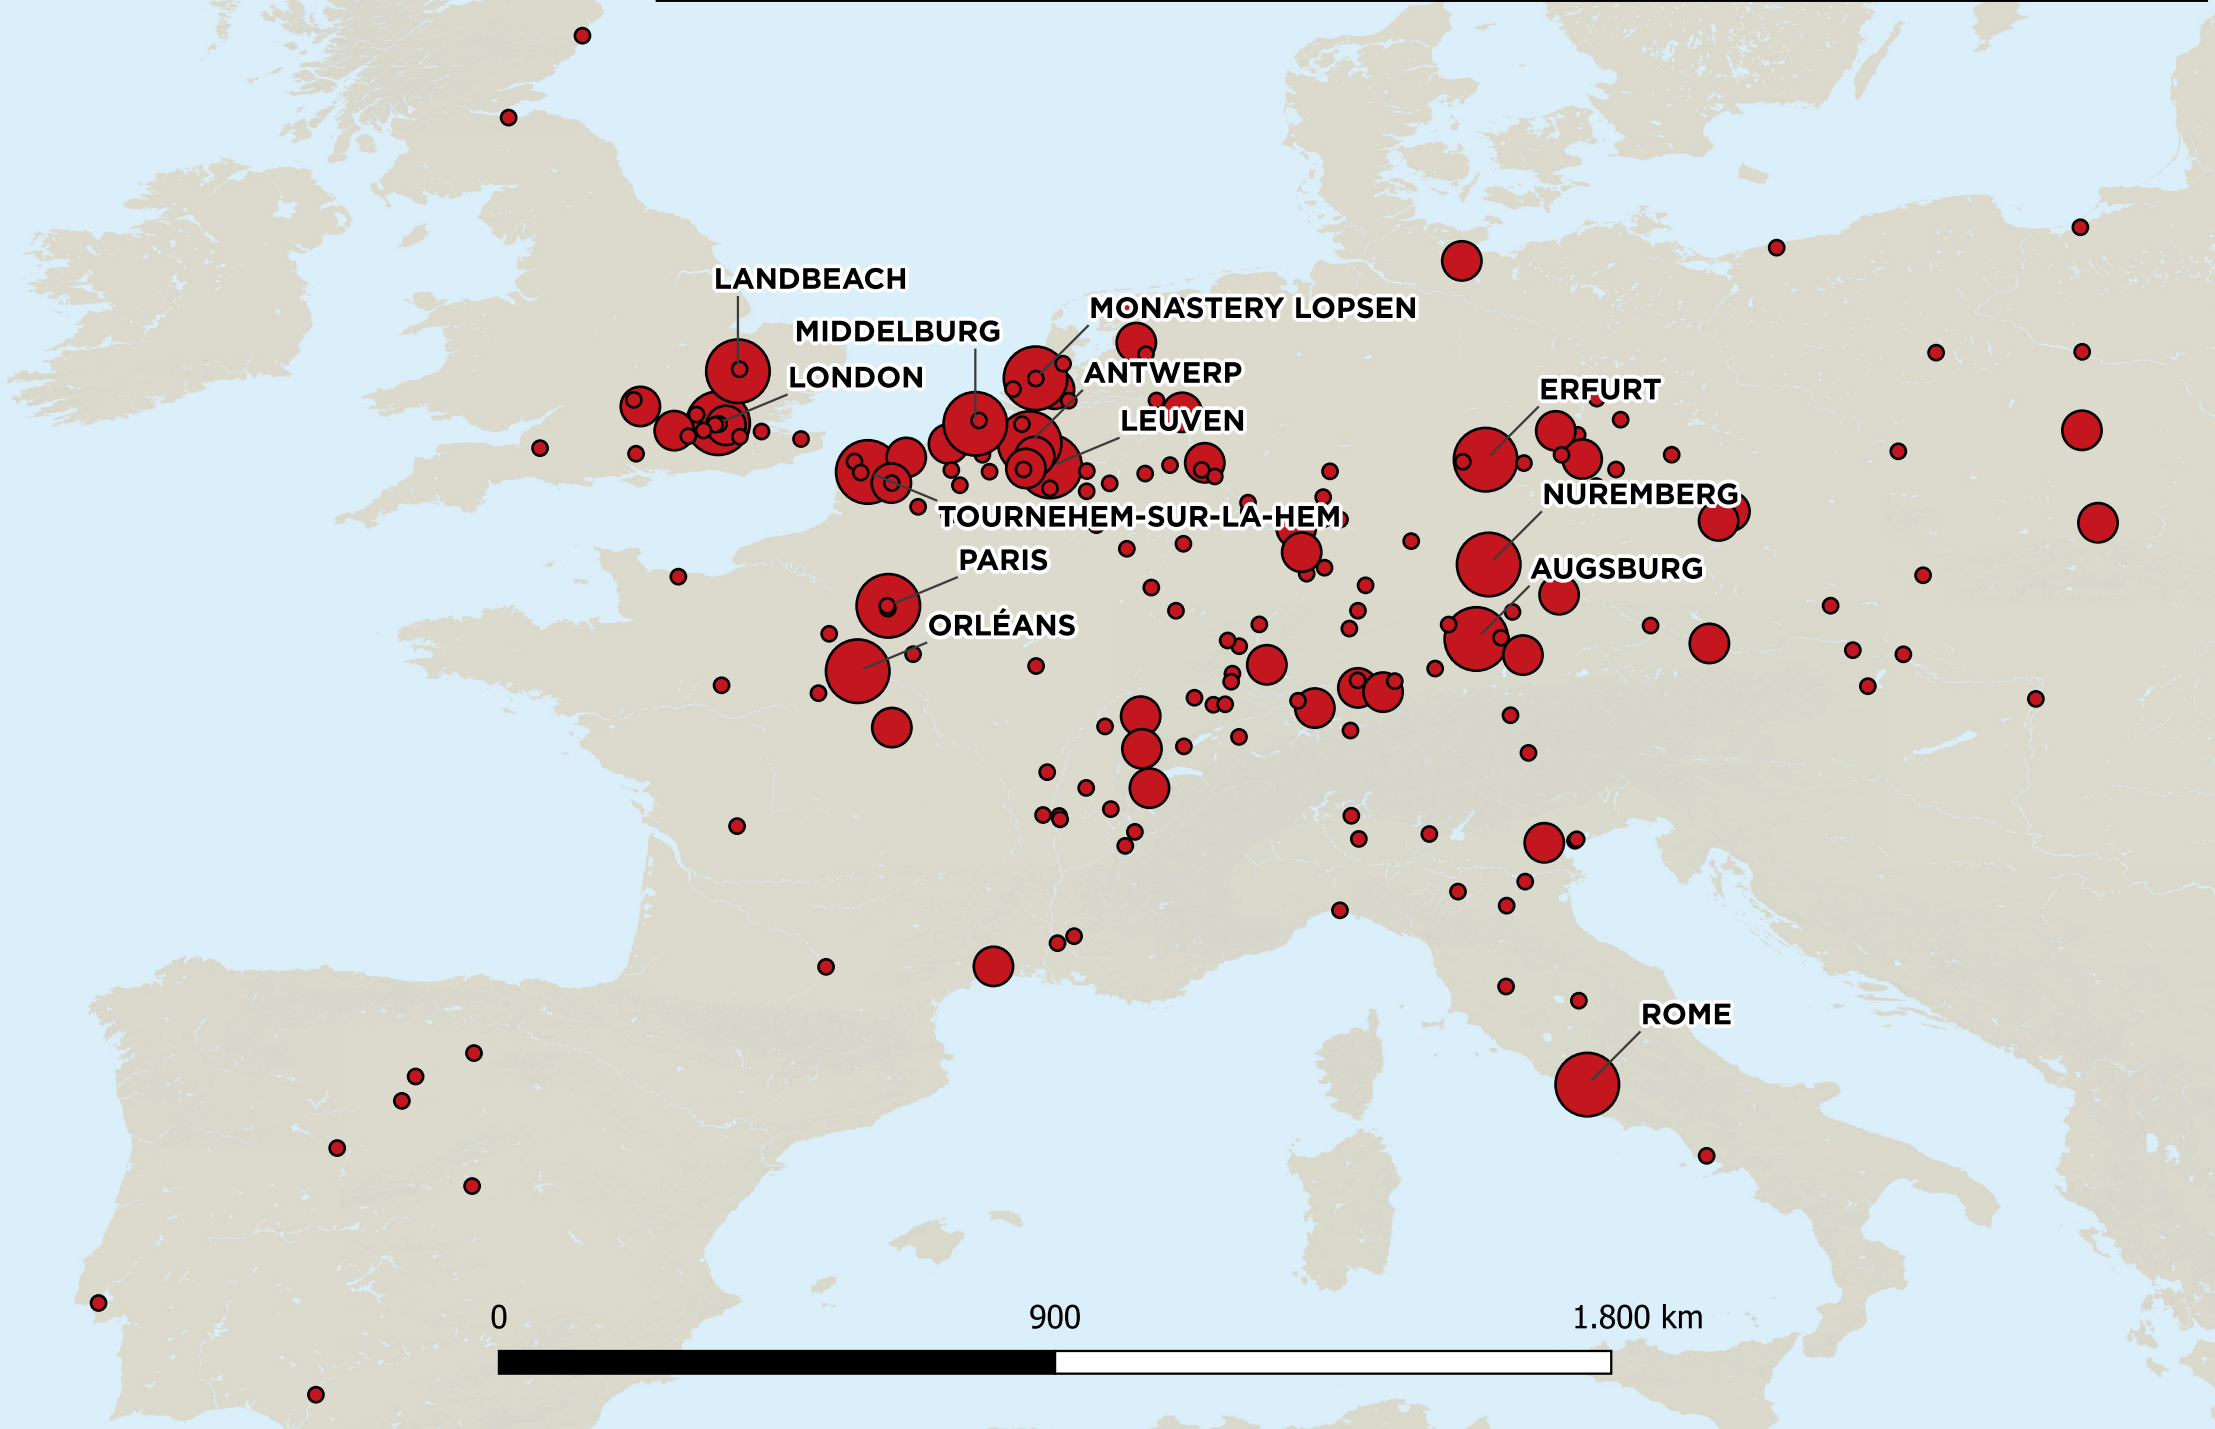 LANDBEACH
MONASTERY LOPSEN
MIDDELBURG
ANTWERP
LONDON
ERFURT
LEUVEN
NUREMBERG
TOURNEHEM-SUR-LA-HEM
PARIS
AUGSBURG
ORLÉANS
ROME
0 900 1.800 km